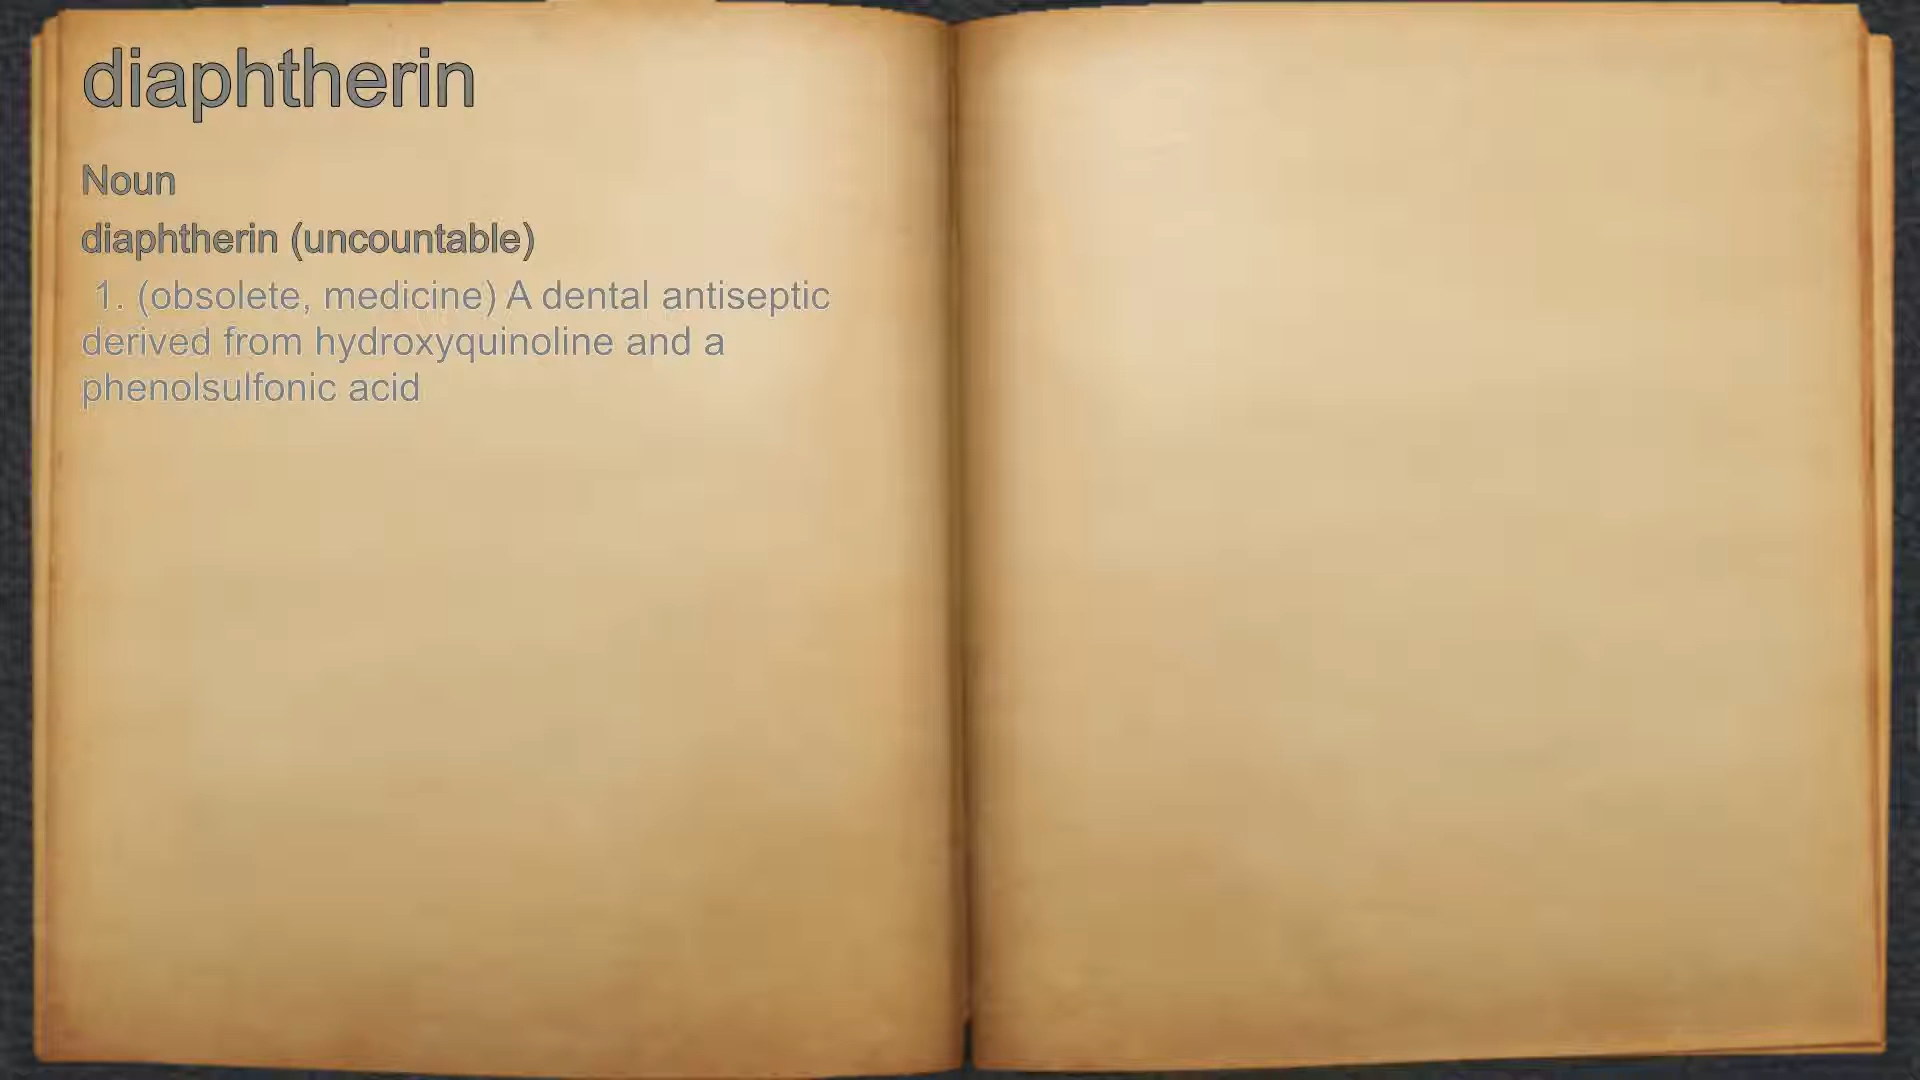 diaphtherin
Noun
diaphtherin (uncountable)
1. (obsolete, medicine) A dental antiseptic
derived from hydroxyquinoline and a
phenolsulfonic acid